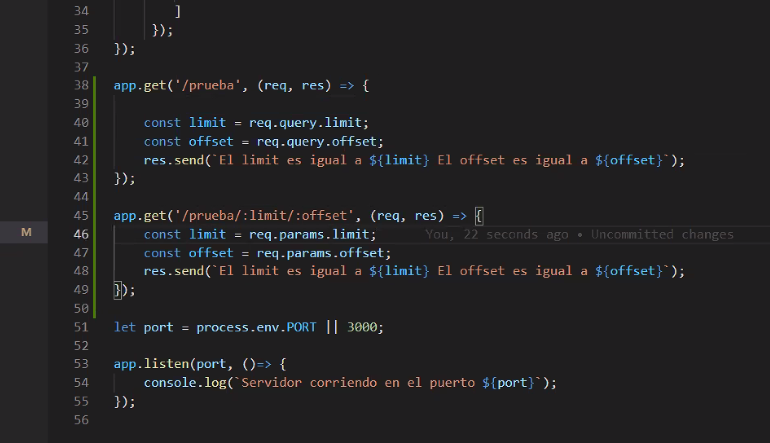 34 ]
35 });
36 });
37
38 app.get('/prueba', (req, res) => {
39
40 const limit = req.query.limit;
41 const offset = req.query.offset;
42 res.send(`El limit es igual a ${limit} El offset es igual a ${offset}`);
43 });
44
45 app.get('/prueba/:limit/:offset', (req, res) => {
M 46 const limit = req.params.limit; You, 22 seconds ago • Uncommitted changes
47 const offset = req.params.offset;
48 res.send(`El limit es igual a ${limit} El offset es igual a ${offset}`);
49 });
50
51 let port = process.env.PORT || 3000;
52
53 app.listen(port, ()=> {
54 console.log(`Servidor corriendo en el puerto ${port}`);
55 });
56